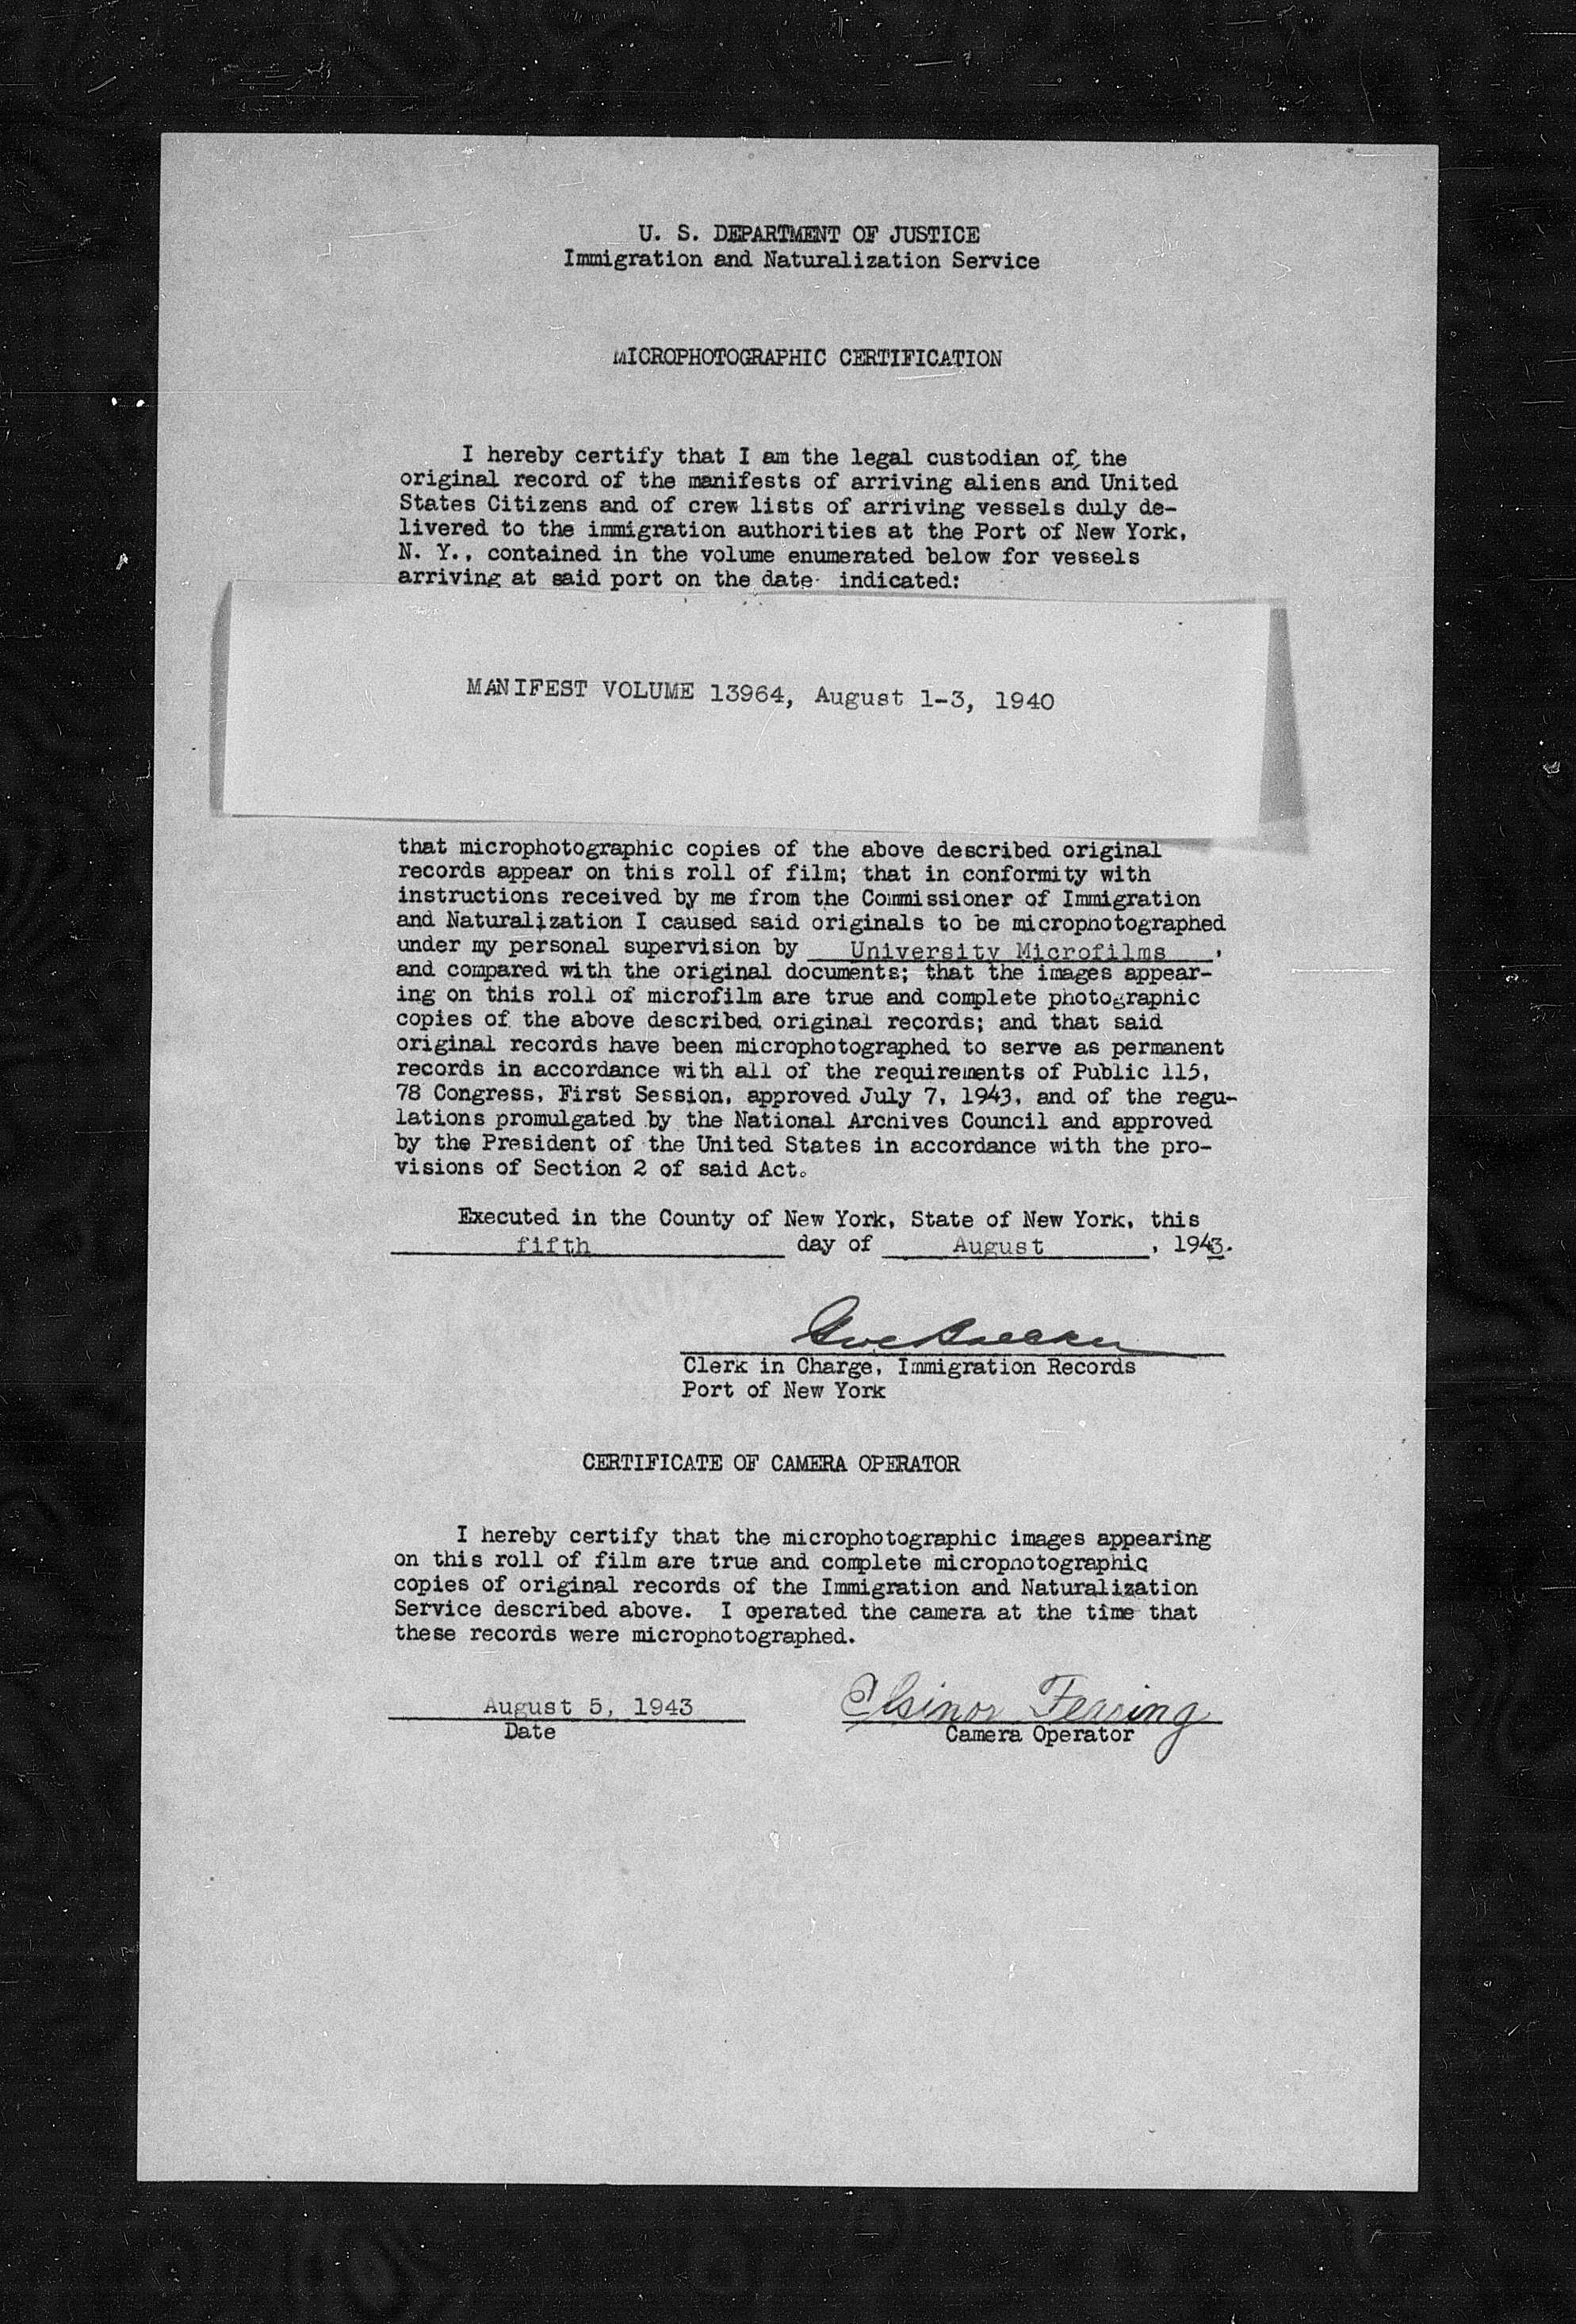 U. S. DEPARTMENT OF JUSTICE
Immigration and Naturalization Service
MICROPHOTOGRAPHIC CERTIFICATION
I hereby certify that I am the legal custodian of the
original record of the manifests of arriving aliens and United
States Citizens and of crew lists of arriving vessels duly de-
livered to the immigration authorities at the Port of New York,
N. Y., contained in the volume enumerated below for vessels
arriving at said port on the date indicated:
MANIFEST VOLUME 13964, August 1-3, 1940
that microphotographic copies of the above described original
records appear on this roll of film; that in conformity with
instructions received by me from the Commissioner of Immigration
and Naturalization I caused said originals to be microphotographed
under my personal supervision by University Microfilms,
and compared with the original documents; that the images appear-
ing on this roll of microfilm are true and complete photographic
copies of the above described original records; and that said
original records have been microphotographed to serve as permanent
records in accordance with all of the requirements of Public 115,
78 Congress, First Session, approved July 7, 1943, and of the regu-
lations promulgated by the National Archives Council and approved
by the President of the United States in accordance with the pro-
visions of Section 2 of said Act.
Executed in the County of New York, State of New York, this
fifth day of August, 1943.
Clerk in Charge, Immigration Records
Port of New York
CERTIFICATE OF CAMERA OPERATOR
I hereby certify that the microphotographic images appearing
on this roll of film are true and complete microphotographic
copies of original records of the Immigration and Naturalization
Service described above. I operated the camera at the time that
these records were microphotographed.
August 5, 1943 Elsinor Fearing
Date Camera Operator